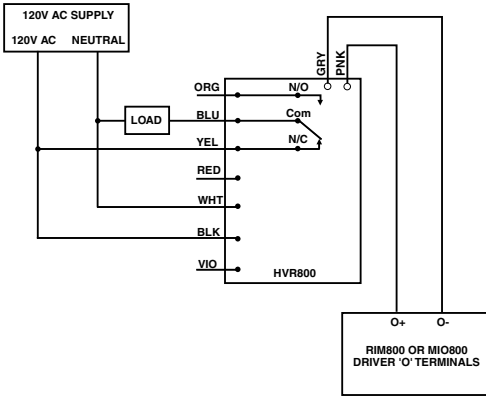 120V AC SUPPLY
120V AC NEUTRAL
GRY
PNK
ORG
N/O
BLU
LOAD
Com
YEL
N/C
RED
WHT
BLK
VIO
HVR800
O+ O-
RIM800 OR MIO800
DRIVER 'O' TERMINALS